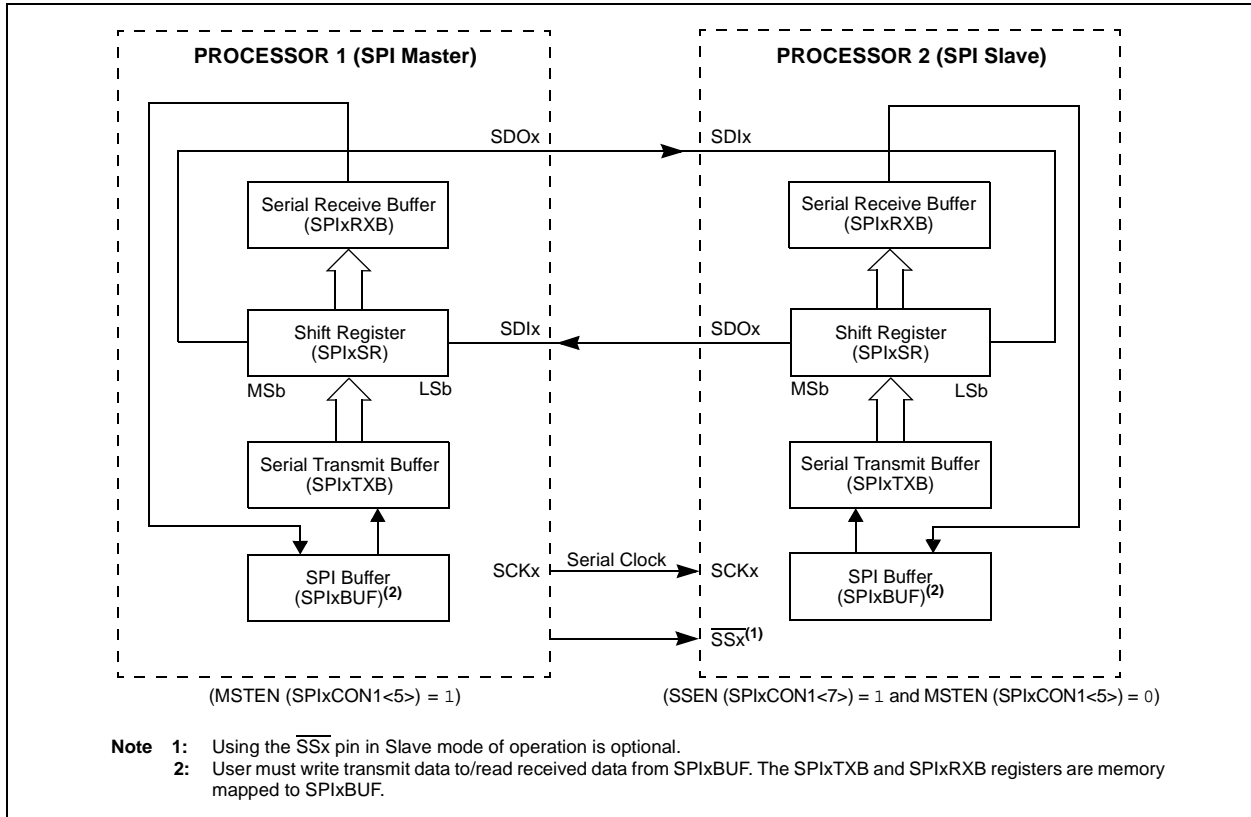 PROCESSOR 1 (SPI Master)
SDOx
Serial Receive Buffer
(SPIxRXB)
Shift Register
(SPIxSR)
SDIx
MSb
LSb
Serial Transmit Buffer
(SPIxTXB)
SPI Buffer
(SPIxBUF)(2)
SCKx
Serial Clock
(MSTEN (SPIxCON1<5>) = 1)
PROCESSOR 2 (SPI Slave)
SDIx
Serial Receive Buffer
(SPIxRXB)
SDOx
Shift Register
(SPIxSR)
MSb
LSb
Serial Transmit Buffer
(SPIxTXB)
SCKx
SPI Buffer
(SPIxBUF)(2)
SSx(1)
(SSEN (SPIxCON1<7>) = 1 and MSTEN (SPIxCON1<5>) = 0)
Note 1: Using the SSx pin in Slave mode of operation is optional.
2: User must write transmit data to/read received data from SPIxBUF. The SPIxTXB and SPIxRXB registers are memory
mapped to SPIxBUF.